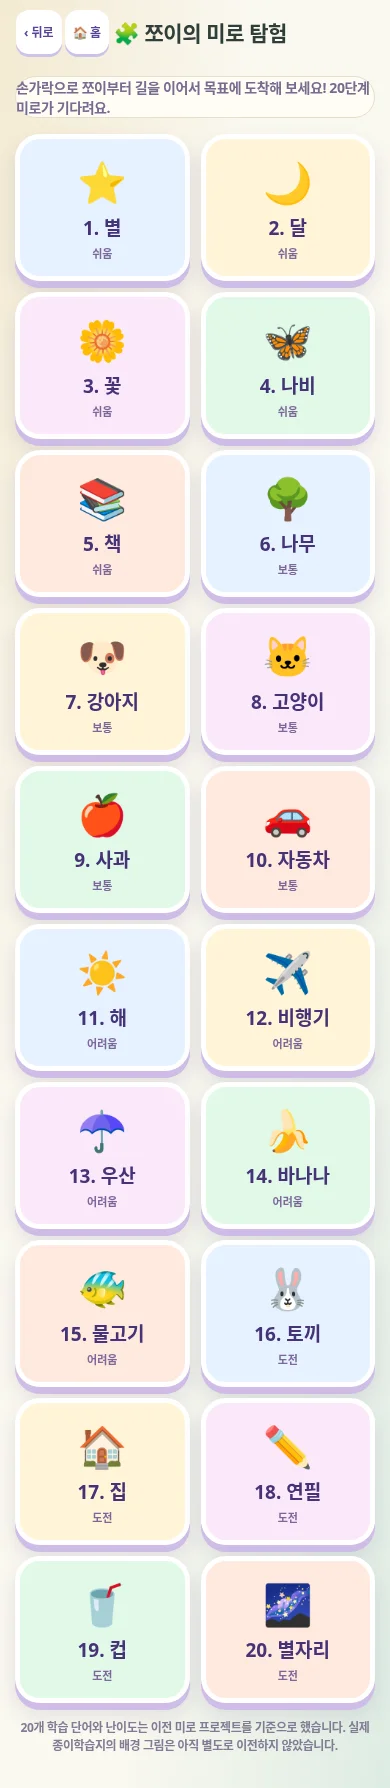 ‹ 뒤로 🏠 홈 🧩 쪼이의 미로 탐험
손가락으로 쪼이부터 길을 이어서 목표에 도착해 보세요! 20단계
미로가 기다려요.
1. 별
쉬움
2. 달
쉬움
3. 꽃
쉬움
4. 나비
쉬움
5. 책
쉬움
6. 나무
보통
7. 강아지
보통
8. 고양이
보통
9. 사과
보통
10. 자동차
보통
11. 해
어려움
12. 비행기
어려움
13. 우산
어려움
14. 바나나
어려움
15. 물고기
어려움
16. 토끼
도전
17. 집
도전
18. 연필
도전
19. 컵
도전
20. 별자리
도전
20개 학습 단어와 난이도는 이전 미로 프로젝트를 기준으로 했습니다. 실제
종이학습지의 배경 그림은 아직 별도로 이전하지 않았습니다.